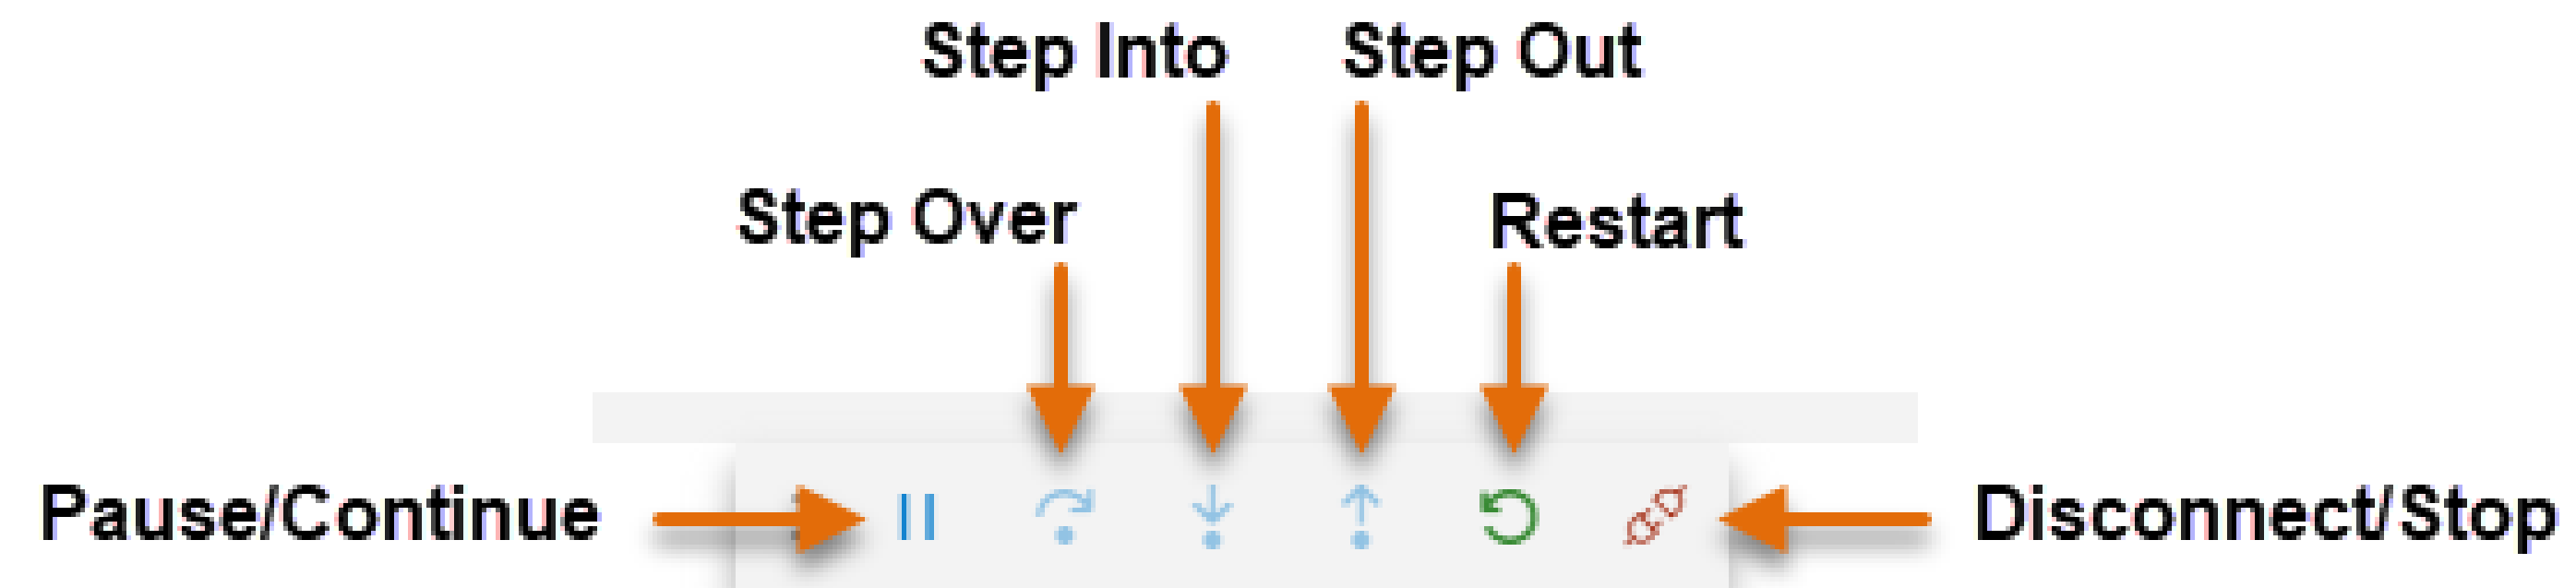 Step Into
Step Out
Step Over
Restart
Pause/Continue
Disconnect/Stop